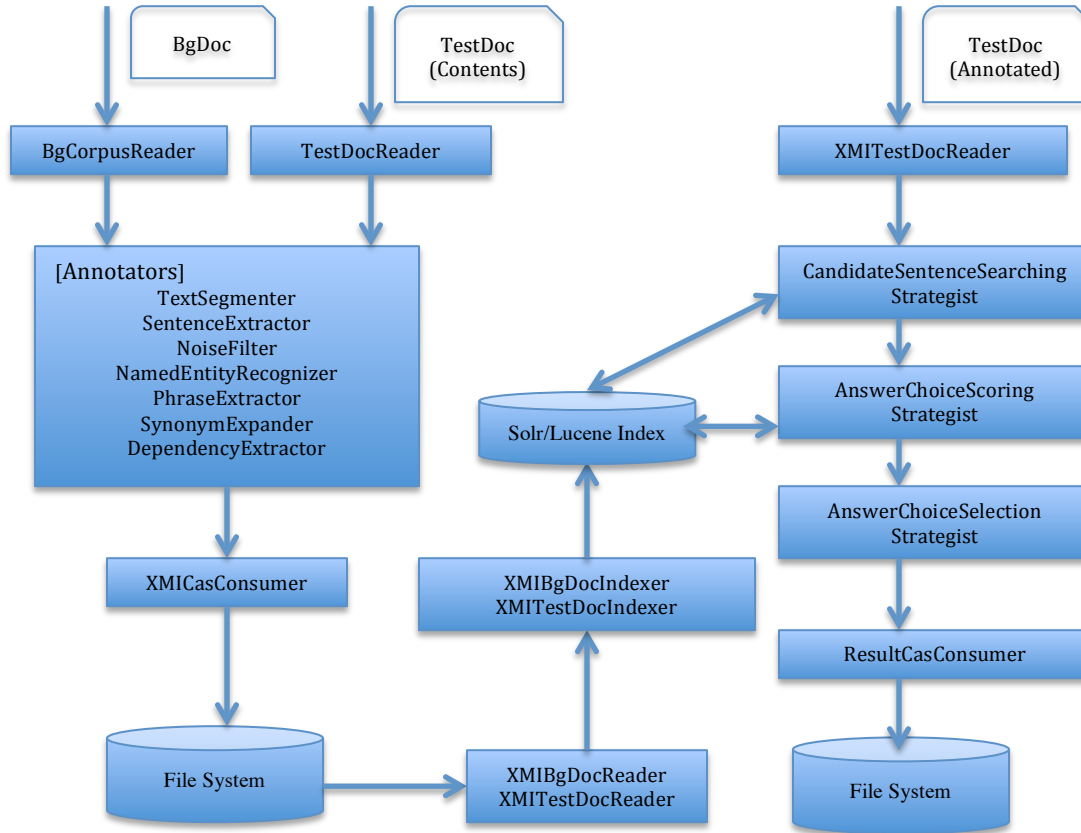 BgDoc
TestDoc
(Contents)
TestDoc
(Annotated)
BgCorpusReader
TestDocReader
XMITestDocReader
[Annotators]
TextSegmenter
SentenceExtractor
NoiseFilter
NamedEntityRecognizer
PhraseExtractor
SynonymExpander
DependencyExtractor
CandidateSentenceSearching
Strategist
AnswerChoiceScoring
Strategist
Solr/Lucene Index
AnswerChoiceSelection
Strategist
XMICasConsumer
XMIBgDocIndexer
XMITestDocIndexer
ResultCasConsumer
File System
XMIBgDocReader
XMITestDocReader
File System